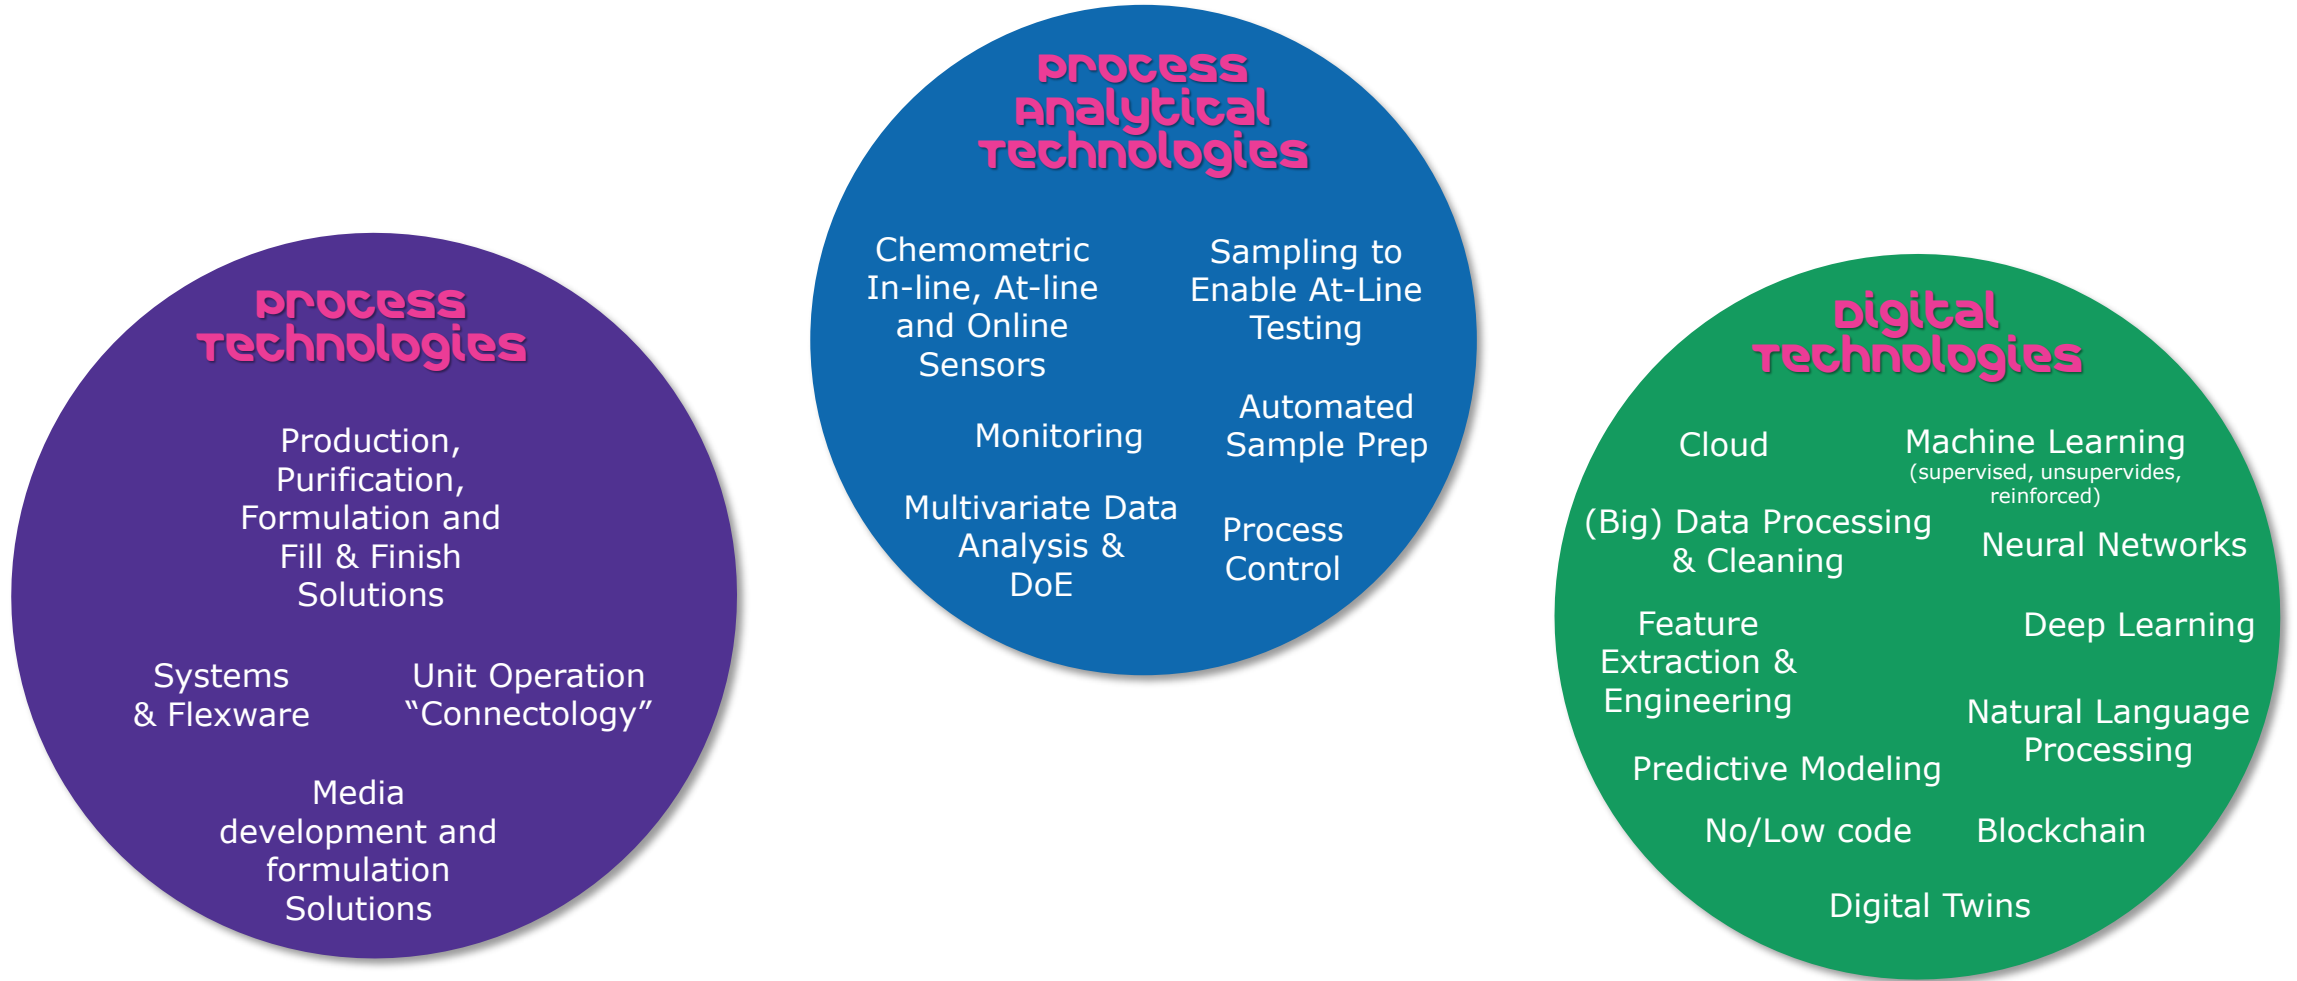 Process
Technologies
Production,
Purification,
Formulation and
Fill & Finish
Solutions
Systems
& Flexware
Unit Operation
“Connectology”
Media
development and
formulation
Solutions
Process
Analytical
Technologies
Chemometric
In-line, At-line
and Online
Sensors
Sampling to
Enable At-Line
Testing
Monitoring
Automated
Sample Prep
Multivariate Data
Analysis &
DoE
Process
Control
Digital
Technologies
Cloud
Machine Learning
(supervised, unsupervides,
reinforced)
(Big) Data Processing
& Cleaning
Neural Networks
Feature
Extraction &
Engineering
Deep Learning
Natural Language
Processing
Predictive Modeling
No/Low code
Blockchain
Digital Twins